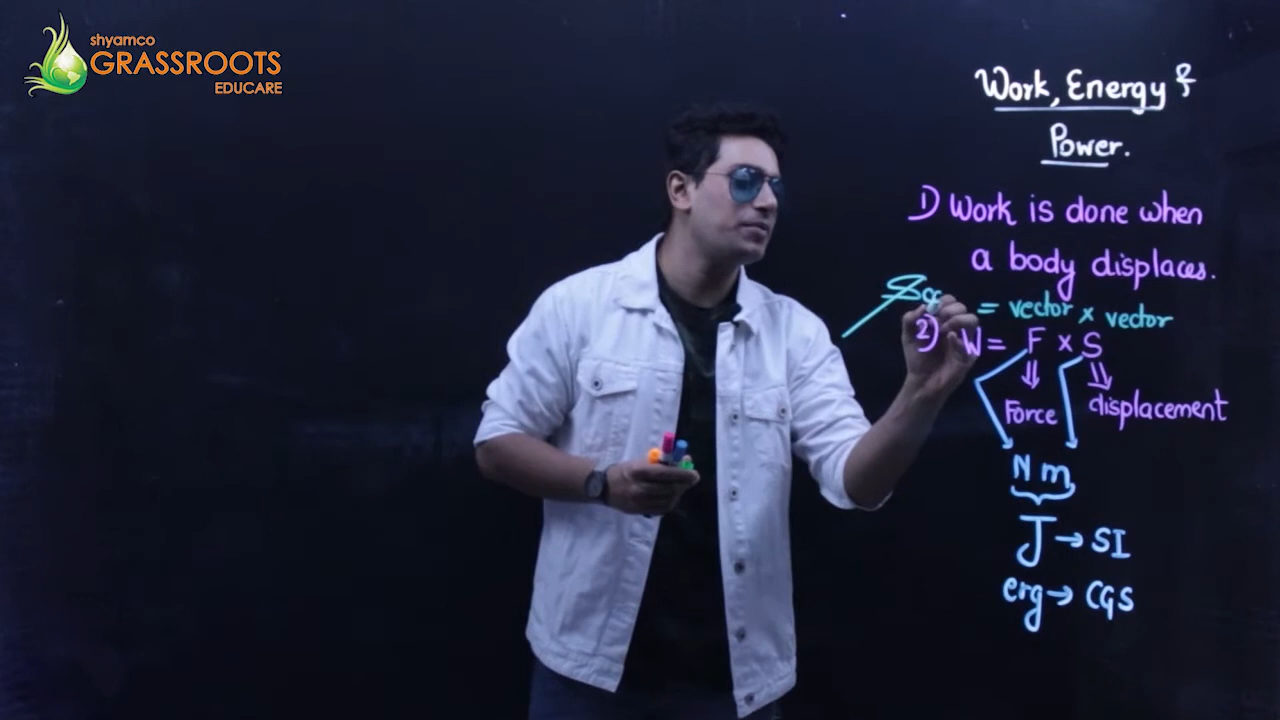 shyamco
GRASSROOTS
EDUCARE
Work, Energy &
Power.
1) Work is done when
a body displaces.
= vector × vector
2) W = F × S
Force displacement
N m
J → SI
erg → CGS